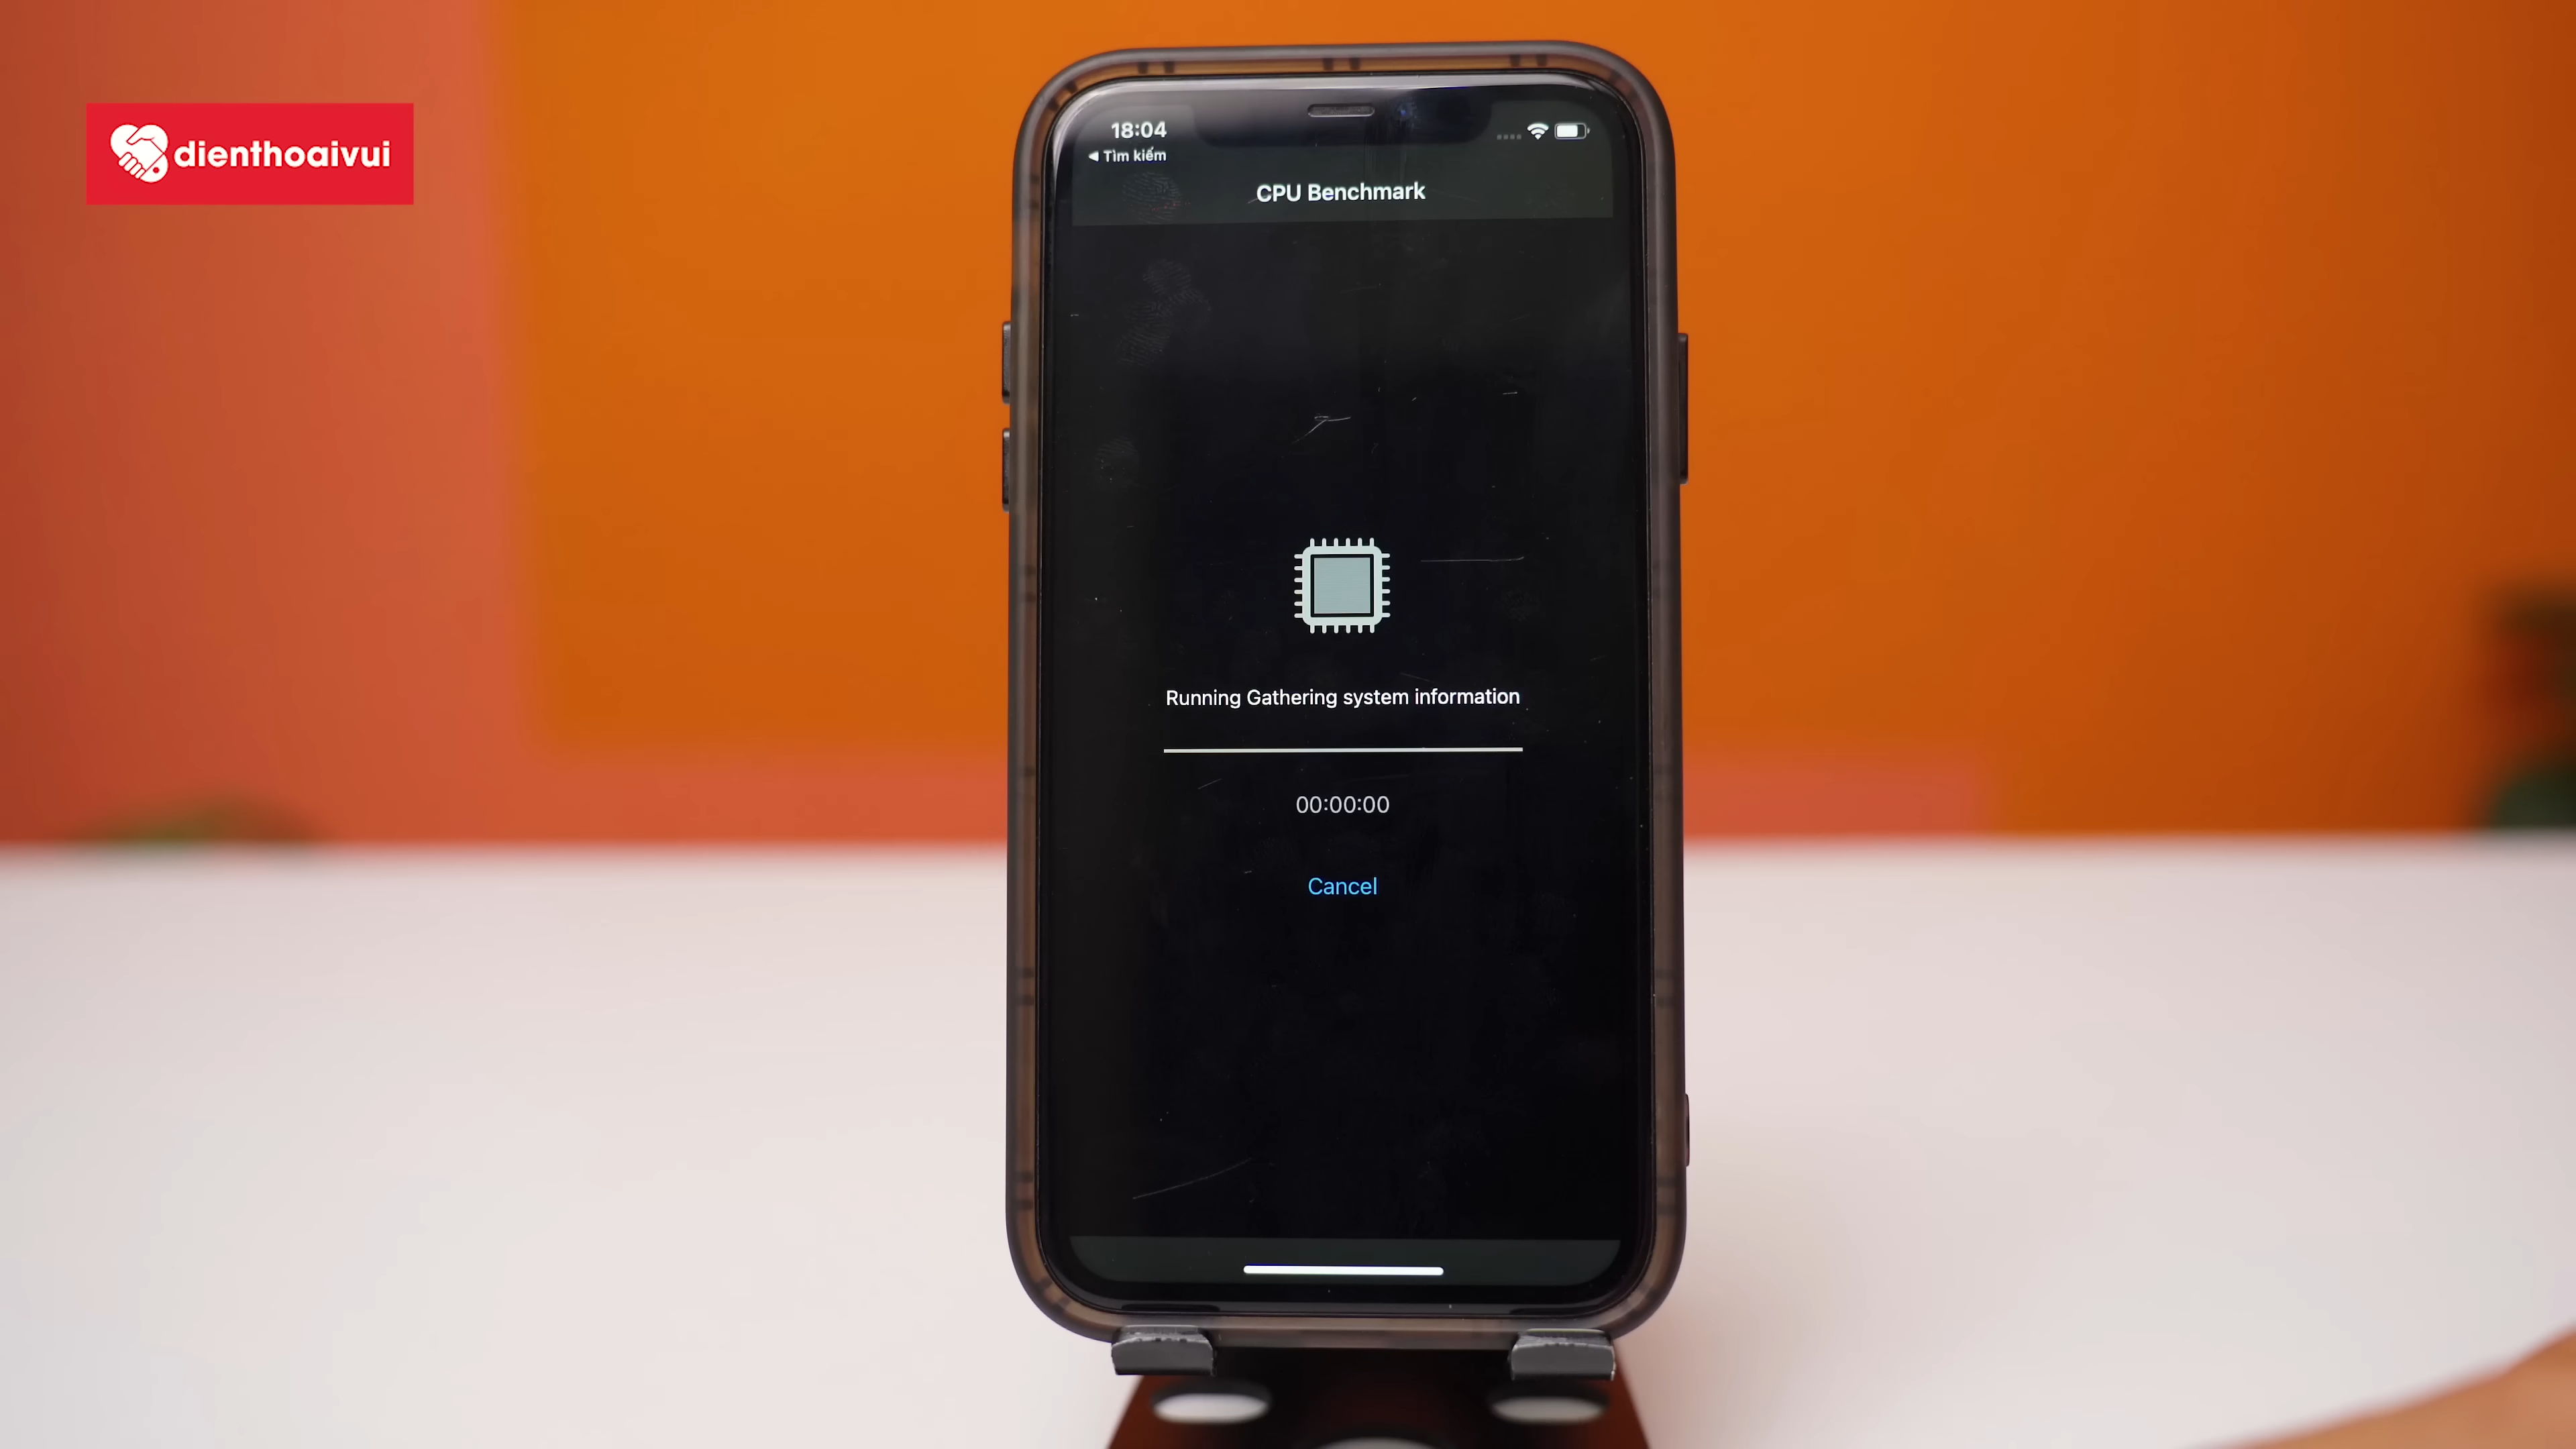 dienthoaivui
18:04
◀ Tìm kiếm
CPU Benchmark
Running Gathering system information
00:00:00
Cancel